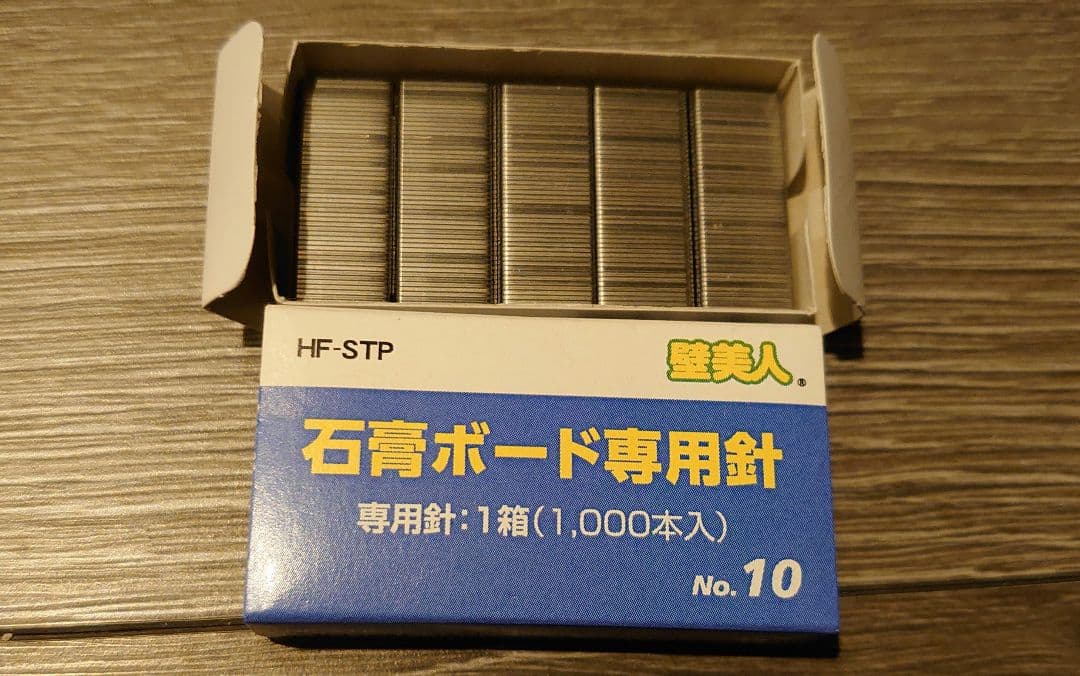 HF-STP
壁美人®
石膏ボード専用針
専用針：1箱（1,000本入）
No.10